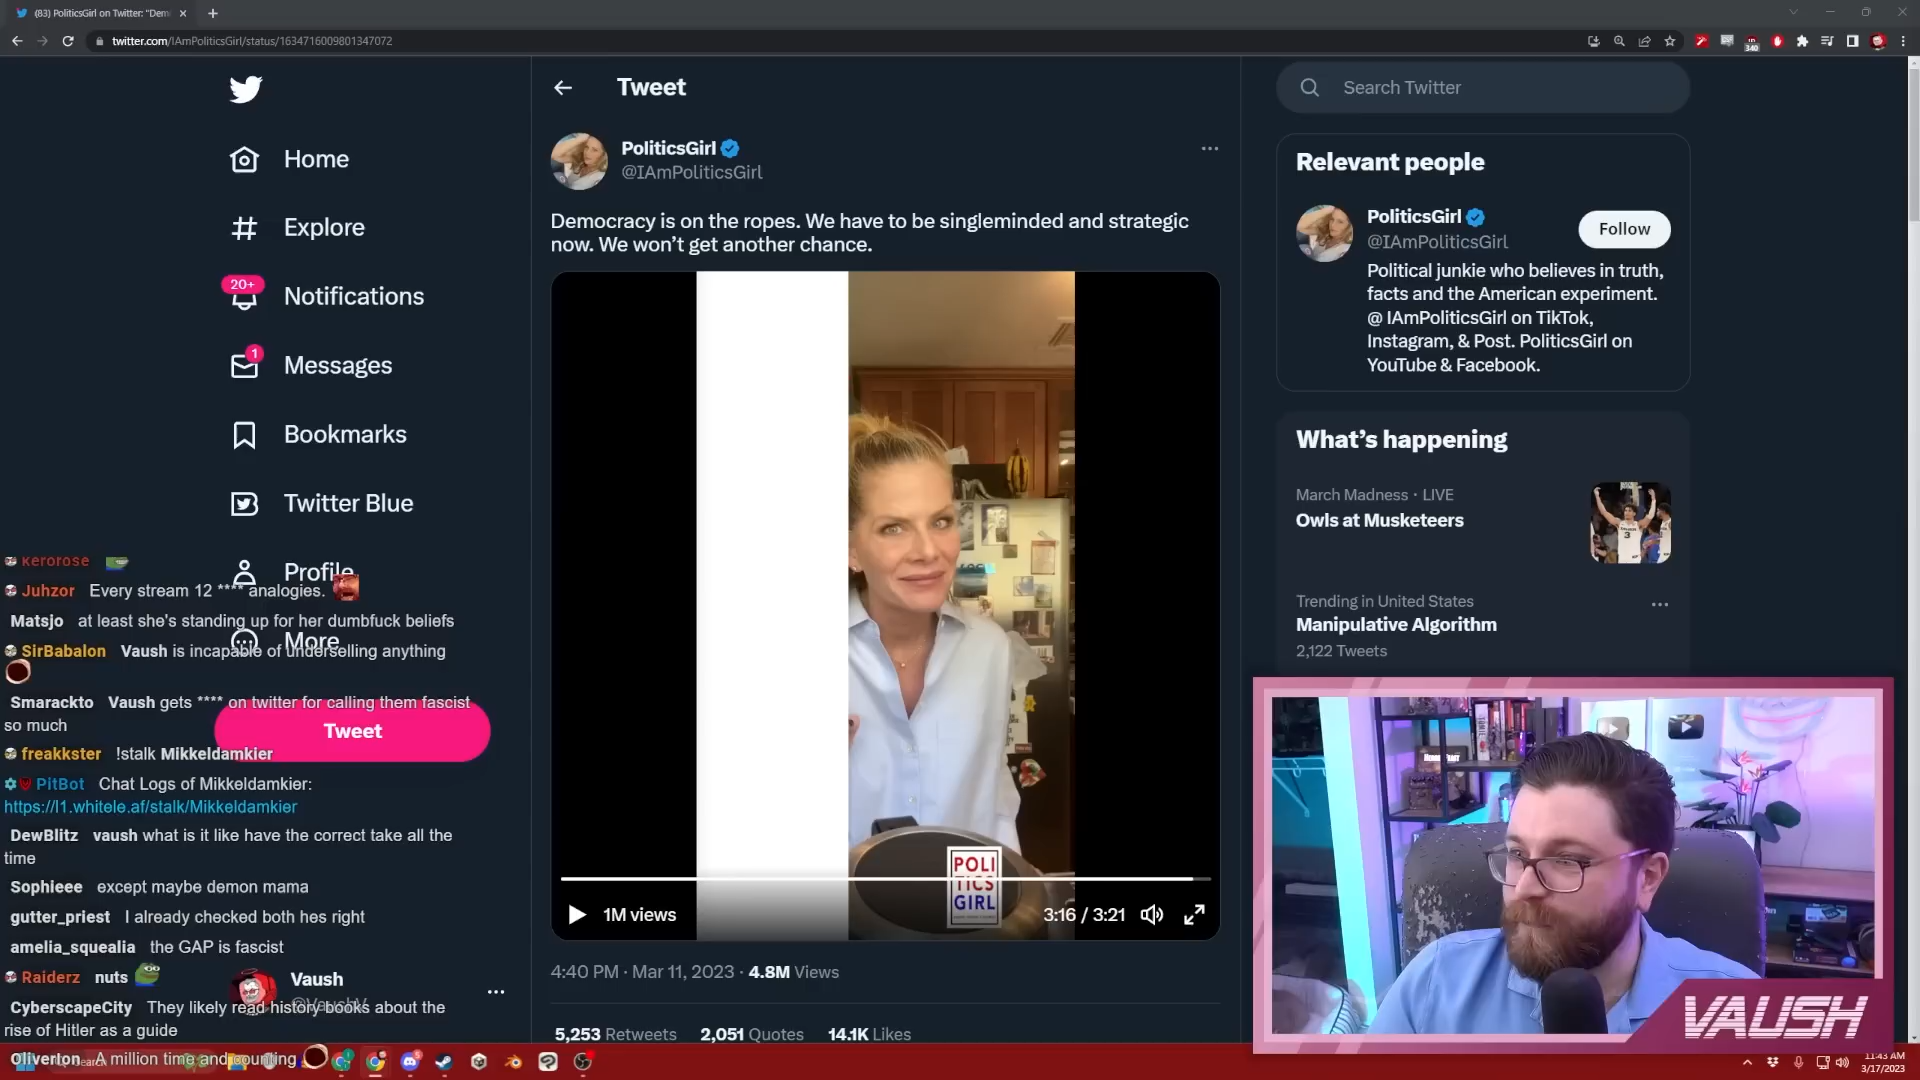 (83) PoliticsGirl on Twitter: "Dem
twitter.com/IAmPoliticsGirl/status/1634716009801347072
340
Home
Explore
20+
Notifications
1
Messages
Bookmarks
Twitter Blue
Profile
More
Tweet
Vaush
@VaushV
Tweet
PoliticsGirl
@IAmPoliticsGirl
Democracy is on the ropes. We have to be singleminded and strategic
now. We won't get another chance.
POLI
TICS
GIRL
1M views
3:16 / 3:21
4:40 PM · Mar 11, 2023 · 4.8M Views
5,253 Retweets 2,051 Quotes 14.1K Likes
Search Twitter
Relevant people
PoliticsGirl
@IAmPoliticsGirl
Follow
Political junkie who believes in truth,
facts and the American experiment.
@ IAmPoliticsGirl on TikTok,
Instagram, & Post. PoliticsGirl on
YouTube & Facebook.
What's happening
March Madness · LIVE
Owls at Musketeers
3
Trending in United States
Manipulative Algorithm
2,122 Tweets
kerorose
Juhzor Every stream 12 **** analogies.
Matsjo at least she's standing up for her dumbfuck beliefs
SirBabalon Vaush is incapable of underselling anything
Smarackto Vaush gets **** on twitter for calling them fascist
so much
freakkster !stalk Mikkeldamkier
PitBot Chat Logs of Mikkeldamkier:
https://l1.whitele.af/stalk/Mikkeldamkier
DewBlitz vaush what is it like have the correct take all the
time
Sophieee except maybe demon mama
gutter_priest I already checked both hes right
amelia_squealia the GAP is fascist
Raiderz nuts
CyberscapeCity They likely read history books about the
rise of Hitler as a guide
Oliverlon A million time and counting
VAUSH
11:43 AM
3/17/2023